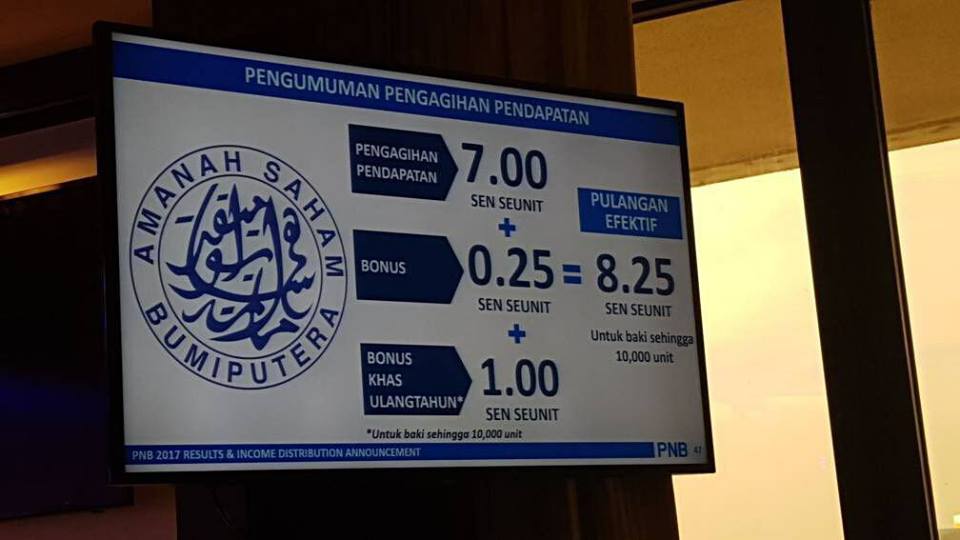 PENGUMUMAN PENGAGIHAN PENDAPATAN
AMANAH SAHAM
BUMIPUTERA
PENGAGIHAN
PENDAPATAN
7.00
SEN SEUNIT
+
BONUS
0.25
SEN SEUNIT
+
BONUS
KHAS
ULANGTAHUN*
1.00
SEN SEUNIT
*Untuk baki sehingga 10,000 unit
PULANGAN
EFEKTIF
= 8.25
SEN SEUNIT
Untuk baki sehingga
10,000 unit
PNB 2017 RESULTS & INCOME DISTRIBUTION ANNOUNCEMENT
PNB 47